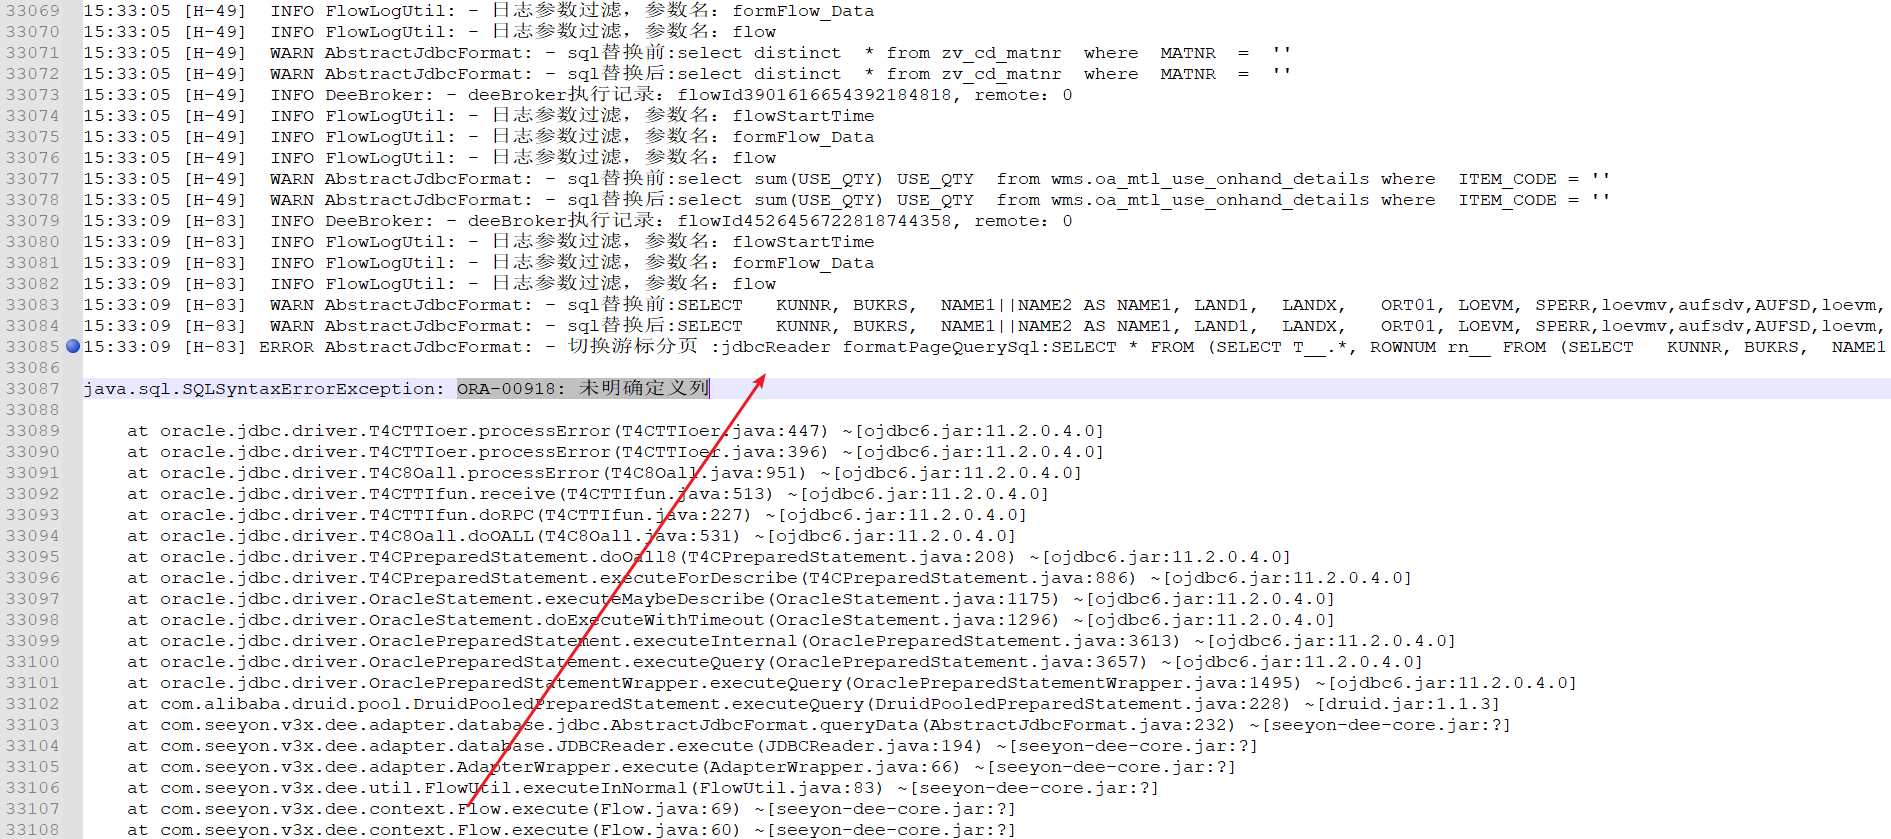 33069 15:33:05 [H-49]  INFO FlowLogUtil: - 日志参数过滤，参数名：formFlow_Data
33070 15:33:05 [H-49]  INFO FlowLogUtil: - 日志参数过滤，参数名：flow
33071 15:33:05 [H-49]  WARN AbstractJdbcFormat: - sql替换前:select distinct  * from zv_cd_matnr  where  MATNR  =  ''
33072 15:33:05 [H-49]  WARN AbstractJdbcFormat: - sql替换后:select distinct  * from zv_cd_matnr  where  MATNR  =  ''
33073 15:33:05 [H-49]  INFO DeeBroker: - deeBroker执行记录：flowId3901616654392184818, remote：0
33074 15:33:05 [H-49]  INFO FlowLogUtil: - 日志参数过滤，参数名：flowStartTime
33075 15:33:05 [H-49]  INFO FlowLogUtil: - 日志参数过滤，参数名：formFlow_Data
33076 15:33:05 [H-49]  INFO FlowLogUtil: - 日志参数过滤，参数名：flow
33077 15:33:05 [H-49]  WARN AbstractJdbcFormat: - sql替换前:select sum(USE_QTY) USE_QTY  from wms.oa_mtl_use_onhand_details where  ITEM_CODE = ''
33078 15:33:05 [H-49]  WARN AbstractJdbcFormat: - sql替换后:select sum(USE_QTY) USE_QTY  from wms.oa_mtl_use_onhand_details where  ITEM_CODE = ''
33079 15:33:09 [H-83]  INFO DeeBroker: - deeBroker执行记录：flowId4526456722818744358, remote：0
33080 15:33:09 [H-83]  INFO FlowLogUtil: - 日志参数过滤，参数名：flowStartTime
33081 15:33:09 [H-83]  INFO FlowLogUtil: - 日志参数过滤，参数名：formFlow_Data
33082 15:33:09 [H-83]  INFO FlowLogUtil: - 日志参数过滤，参数名：flow
33083 15:33:09 [H-83]  WARN AbstractJdbcFormat: - sql替换前:SELECT   KUNNR, BUKRS,  NAME1||NAME2 AS NAME1, LAND1,  LANDX,   ORT01, LOEVM, SPERR,loevmv,aufsdv,AUFSD,loevm,
33084 15:33:09 [H-83]  WARN AbstractJdbcFormat: - sql替换后:SELECT   KUNNR, BUKRS,  NAME1||NAME2 AS NAME1, LAND1,  LANDX,   ORT01, LOEVM, SPERR,loevmv,aufsdv,AUFSD,loevm,
33085 15:33:09 [H-83] ERROR AbstractJdbcFormat: - 切换游标分页 :jdbcReader formatPageQuerySql:SELECT * FROM (SELECT T__.*, ROWNUM rn__ FROM (SELECT   KUNNR, BUKRS,  NAME1
33086
33087 java.sql.SQLSyntaxErrorException: ORA-00918: 未明确定义列
33088
33089     at oracle.jdbc.driver.T4CTTIoer.processError(T4CTTIoer.java:447) ~[ojdbc6.jar:11.2.0.4.0]
33090     at oracle.jdbc.driver.T4CTTIoer.processError(T4CTTIoer.java:396) ~[ojdbc6.jar:11.2.0.4.0]
33091     at oracle.jdbc.driver.T4C8Oall.processError(T4C8Oall.java:951) ~[ojdbc6.jar:11.2.0.4.0]
33092     at oracle.jdbc.driver.T4CTTIfun.receive(T4CTTIfun.java:513) ~[ojdbc6.jar:11.2.0.4.0]
33093     at oracle.jdbc.driver.T4CTTIfun.doRPC(T4CTTIfun.java:227) ~[ojdbc6.jar:11.2.0.4.0]
33094     at oracle.jdbc.driver.T4C8Oall.doOALL(T4C8Oall.java:531) ~[ojdbc6.jar:11.2.0.4.0]
33095     at oracle.jdbc.driver.T4CPreparedStatement.doOall8(T4CPreparedStatement.java:208) ~[ojdbc6.jar:11.2.0.4.0]
33096     at oracle.jdbc.driver.T4CPreparedStatement.executeForDescribe(T4CPreparedStatement.java:886) ~[ojdbc6.jar:11.2.0.4.0]
33097     at oracle.jdbc.driver.OracleStatement.executeMaybeDescribe(OracleStatement.java:1175) ~[ojdbc6.jar:11.2.0.4.0]
33098     at oracle.jdbc.driver.OracleStatement.doExecuteWithTimeout(OracleStatement.java:1296) ~[ojdbc6.jar:11.2.0.4.0]
33099     at oracle.jdbc.driver.OraclePreparedStatement.executeInternal(OraclePreparedStatement.java:3613) ~[ojdbc6.jar:11.2.0.4.0]
33100     at oracle.jdbc.driver.OraclePreparedStatement.executeQuery(OraclePreparedStatement.java:3657) ~[ojdbc6.jar:11.2.0.4.0]
33101     at oracle.jdbc.driver.OraclePreparedStatementWrapper.executeQuery(OraclePreparedStatementWrapper.java:1495) ~[ojdbc6.jar:11.2.0.4.0]
33102     at com.alibaba.druid.pool.DruidPooledPreparedStatement.executeQuery(DruidPooledPreparedStatement.java:228) ~[druid.jar:1.1.3]
33103     at com.seeyon.v3x.dee.adapter.database.jdbc.AbstractJdbcFormat.queryData(AbstractJdbcFormat.java:232) ~[seeyon-dee-core.jar:?]
33104     at com.seeyon.v3x.dee.adapter.database.JDBCReader.execute(JDBCReader.java:194) ~[seeyon-dee-core.jar:?]
33105     at com.seeyon.v3x.dee.adapter.AdapterWrapper.execute(AdapterWrapper.java:66) ~[seeyon-dee-core.jar:?]
33106     at com.seeyon.v3x.dee.util.FlowUtil.executeInNormal(FlowUtil.java:83) ~[seeyon-dee-core.jar:?]
33107     at com.seeyon.v3x.dee.context.Flow.execute(Flow.java:69) ~[seeyon-dee-core.jar:?]
33108     at com.seeyon.v3x.dee.context.Flow.execute(Flow.java:60) ~[seeyon-dee-core.jar:?]